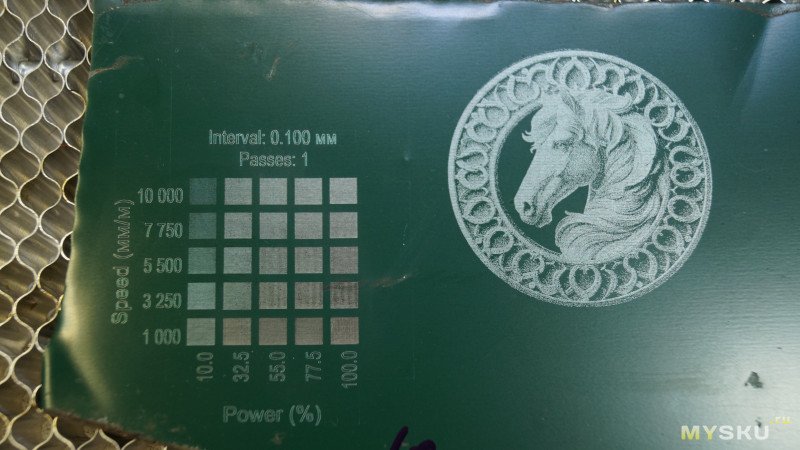 Interval: 0.100 мм
Passes: 1
Speed (мм/м)
10 000
7 750
5 500
3 250
1 000
10.0
32.5
55.0
77.5
100.0
Power (%)
MYSKU.RU